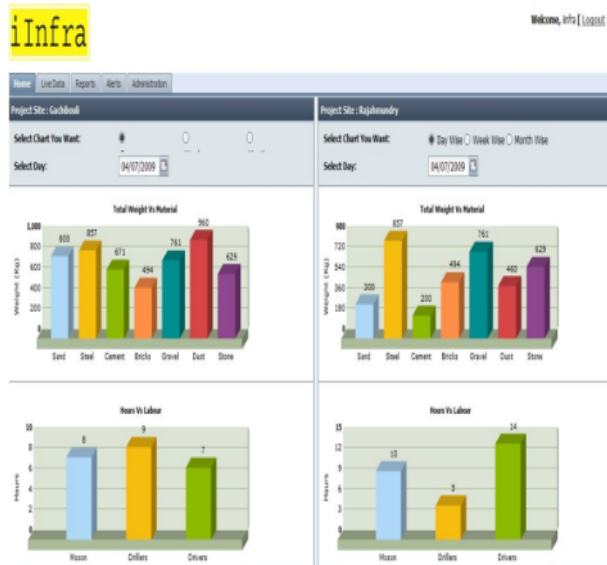 iInfra
Welcome, infra [ Logout
Home Live Data Reports Alerts Administration
Project Site : Gachibouli
Select Chart You Want:
Select Day: 04/07/2009
Total Weight Vs Material
Weight (Kg)
1,000
800
600
400
200
0
800 857 671 494 761 960 629
Sand Steel Cement Bricks Gravel Dust Stone
Hours Vs Labour
Hours
10
8
6
4
2
0
8 9 7
Mason Drillers Drivers
Project Site : Rajahmundry
Select Chart You Want: Day Wise Week Wise Month Wise
Select Day: 04/07/2009
Total Weight Vs Material
Weight (Kg)
900
720
540
360
180
0
300 857 200 494 761 460 629
Sand Steel Cement Bricks Gravel Dust Stone
Hours Vs Labour
Hours
15
9
3
0
10 5 14
Mason Drillers Drivers